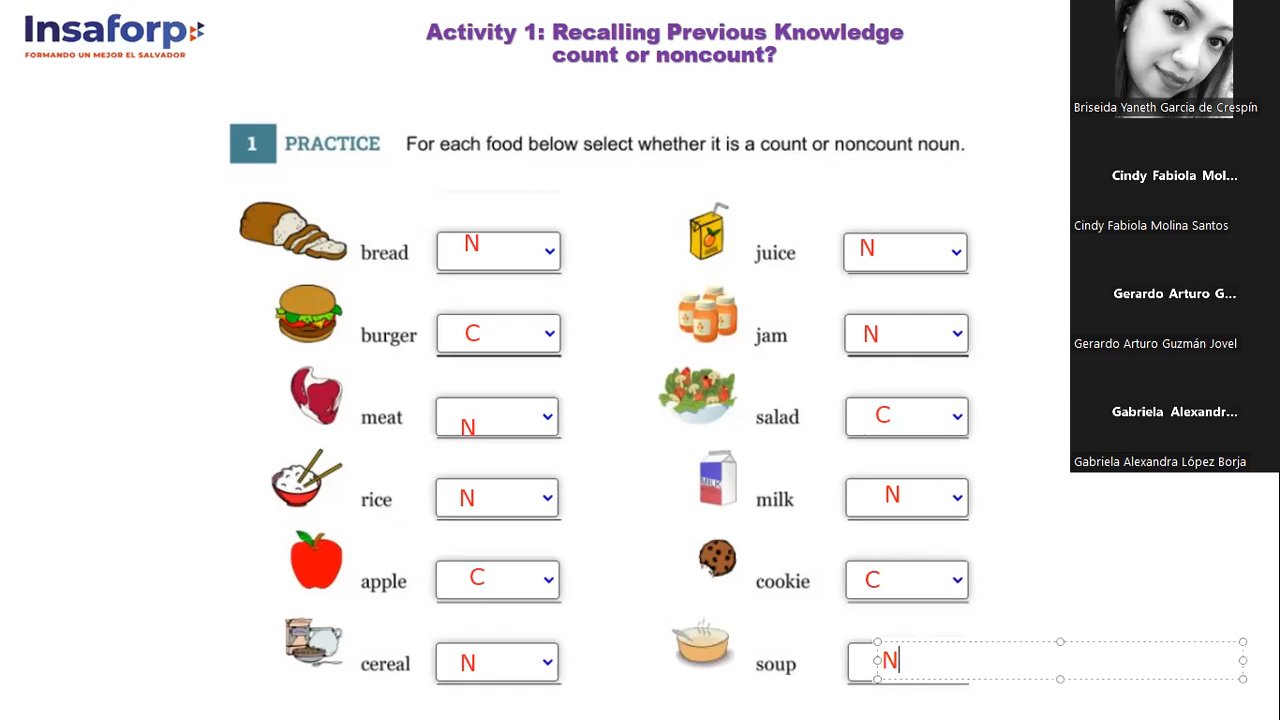 Insaforp
FORMANDO UN MEJOR EL SALVADOR
Activity 1: Recalling Previous Knowledge
count or noncount?
1 PRACTICE For each food below select whether it is a count or noncount noun.
bread N
juice N
burger C
jam N
meat N
salad C
rice N
milk N
MILK
apple C
cookie C
cereal N
soup N
Briseida Yaneth Garcia de Crespín
Cindy Fabiola Mol...
Cindy Fabiola Molina Santos
Gerardo Arturo G...
Gerardo Arturo Guzmán Jovel
Gabriela Alexandr...
Gabriela Alexandra López Borja